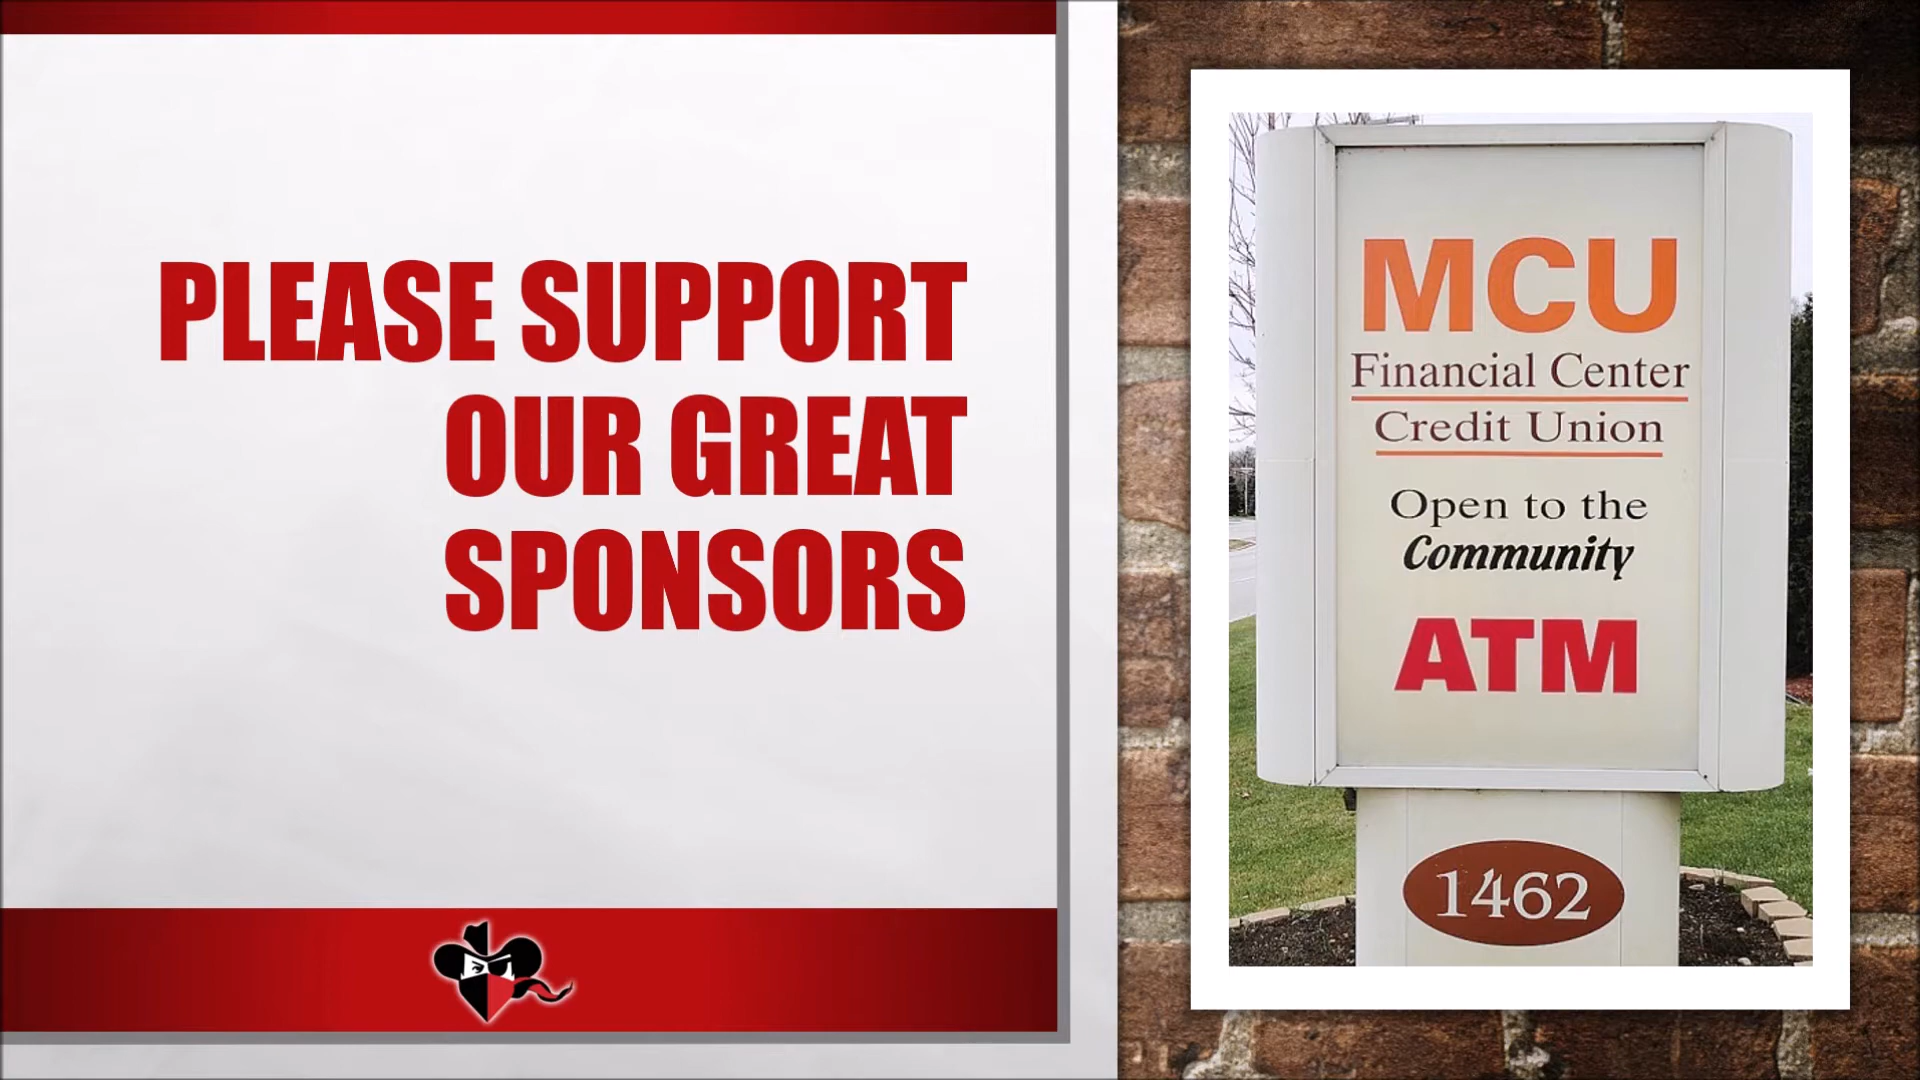 PLEASE SUPPORT
OUR GREAT
SPONSORS
MCU
Financial Center
Credit Union
Open to the
Community
ATM
1462